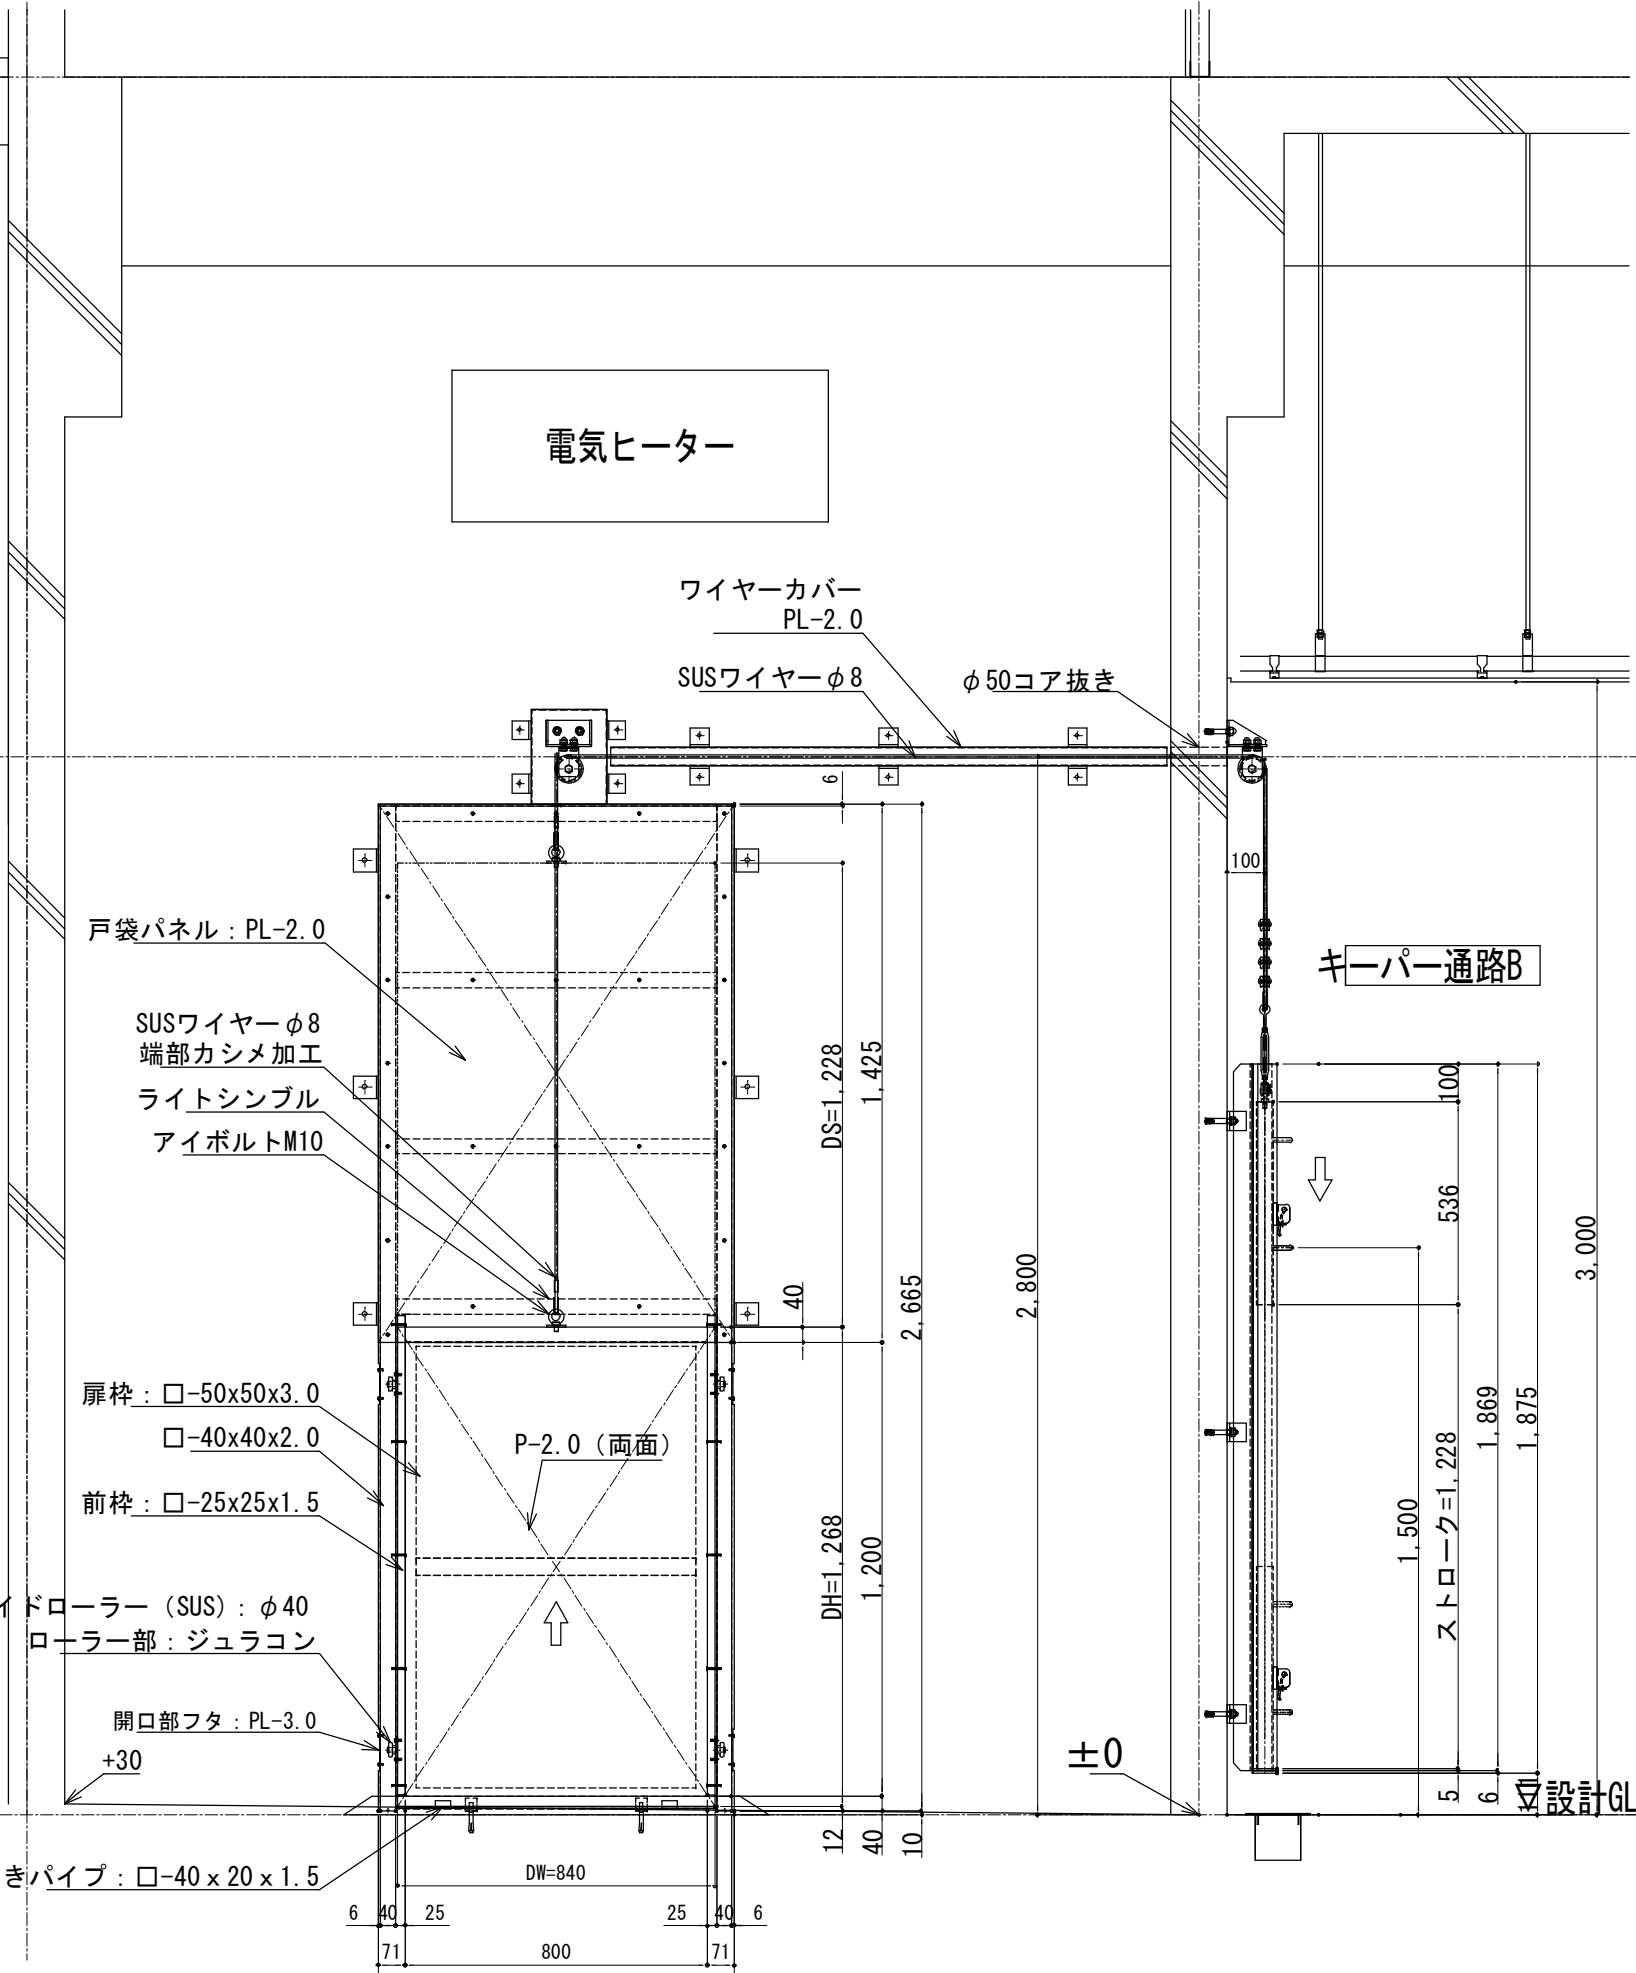 電気ヒーター
ワイヤーカバー
PL-2.0
SUSワイヤーφ8
φ50コア抜き
6
100
戸袋パネル：PL-2.0
キーパー通路B
SUSワイヤーφ8
端部カシメ加工
ライトシンブル
アイボルトM10
DS=1,228
1,425
100
536
40
2,665
2,800
3,000
扉枠：□-50x50x3.0
□-40x40x2.0
前枠：□-25x25x1.5
P-2.0（両面）
DH=1,268
1,200
1,500
ストローク=1,228
1,869
1,875
イドローラー（SUS）：φ40
ローラー部：ジュラコン
開口部フタ：PL-3.0
+30
±0
設計GL
12
40
10
5
6
きパイプ：□-40ｘ20ｘ1.5
DW=840
6
40
25
25
40
6
71
800
71